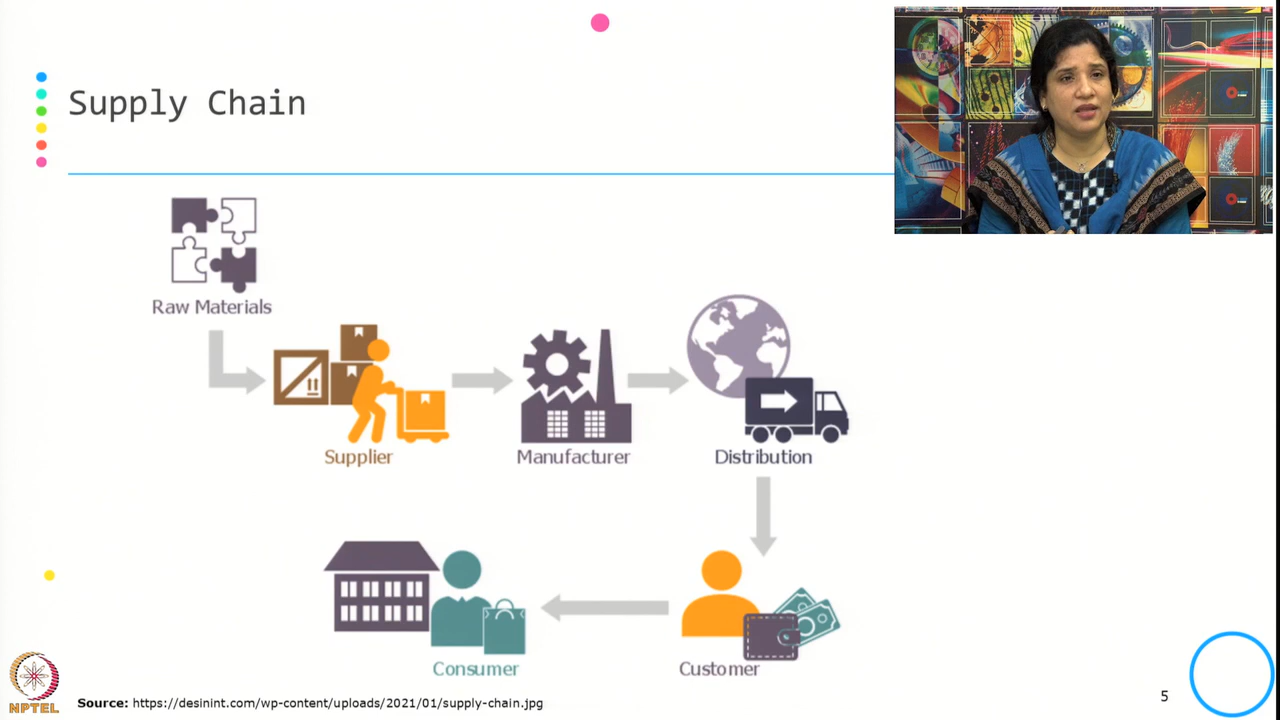 Supply Chain
Raw Materials
Supplier
Manufacturer
Distribution
Consumer
Customer
NPTEL
Source: https://desinint.com/wp-content/uploads/2021/01/supply-chain.jpg
5